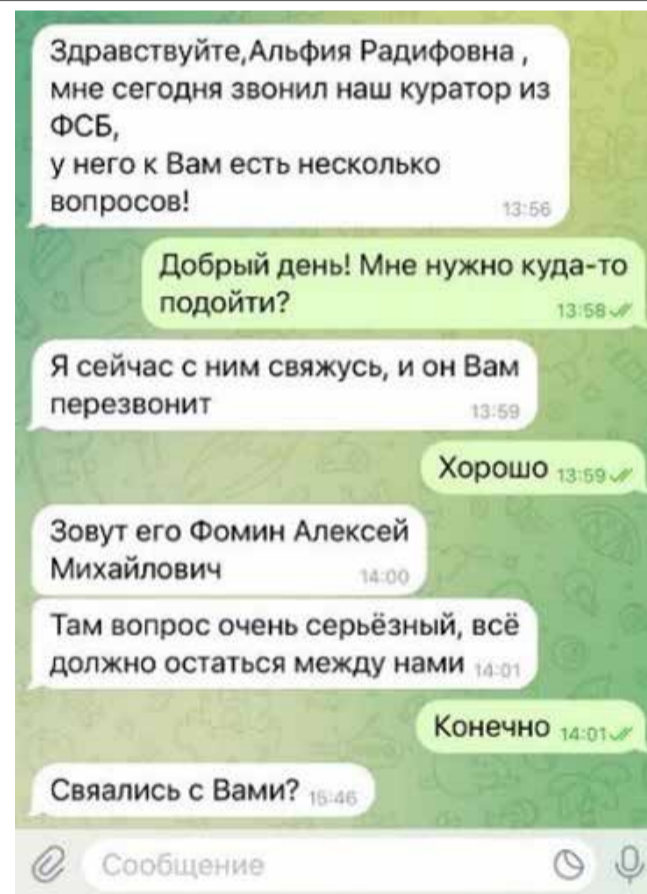 Здравствуйте,Альфия Радифовна ,
мне сегодня звонил наш куратор из
ФСБ,
у него к Вам есть несколько
вопросов!
13:56
Добрый день! Мне нужно куда-то
подойти?
13:58
Я сейчас с ним свяжусь, и он Вам
перезвонит
13:59
Хорошо 13:59
Зовут его Фомин Алексей
Михайлович
14:00
Там вопрос очень серьёзный, всё
должно остаться между нами 14:01
Конечно 14:01
Свяались с Вами? 15:46
Сообщение